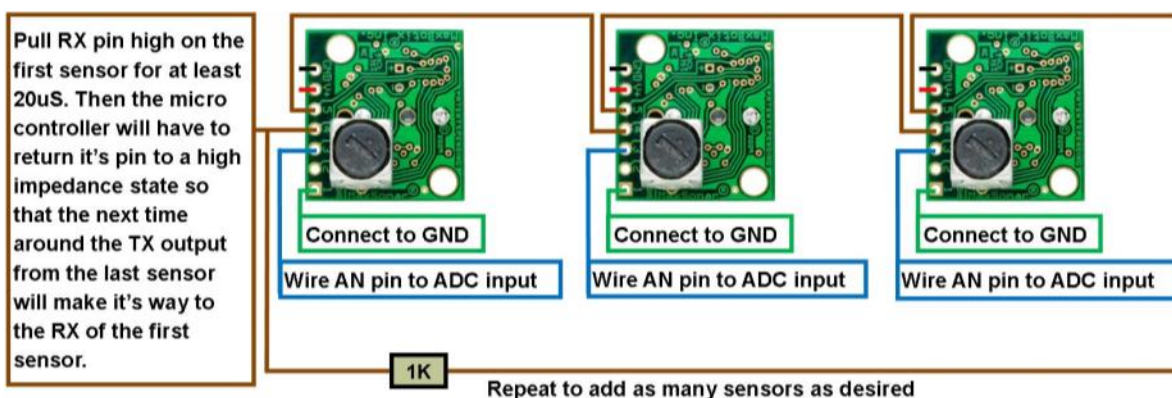 Pull RX pin high on the
first sensor for at least
20uS. Then the micro
controller will have to
return it's pin to a high
impedance state so
that the next time
around the TX output
from the last sensor
will make it's way to
the RX of the first
sensor.
Connect to GND
Wire AN pin to ADC input
Connect to GND
Wire AN pin to ADC input
Connect to GND
Wire AN pin to ADC input
1K
Repeat to add as many sensors as desired